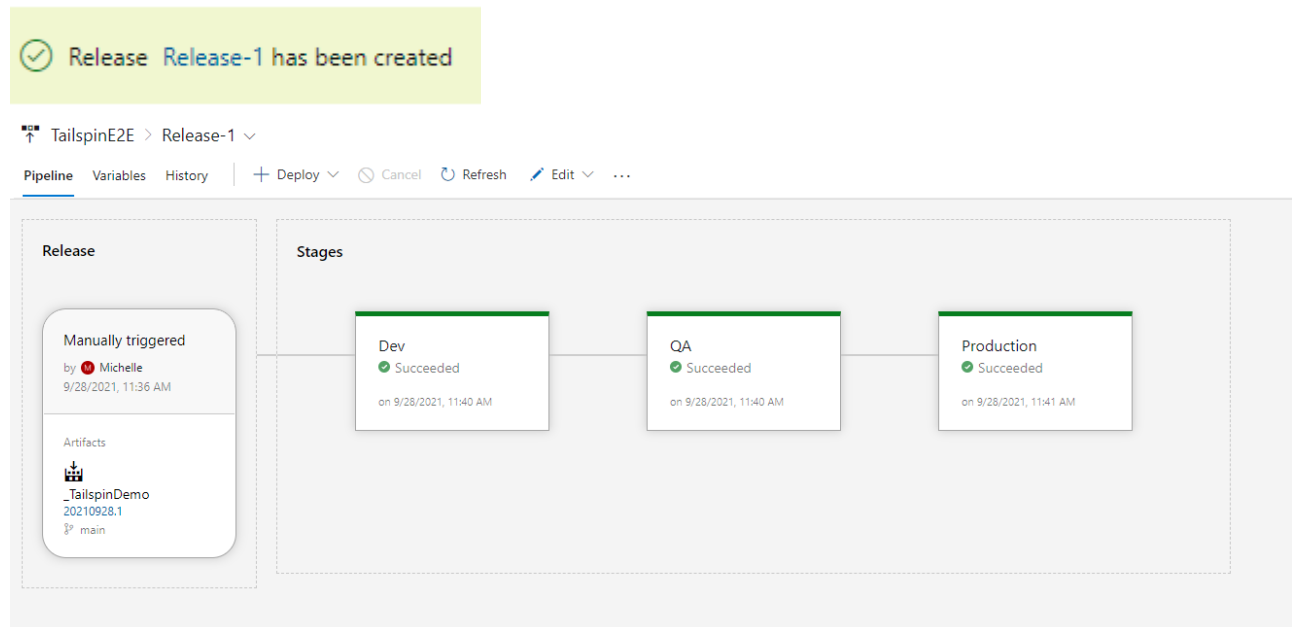 Release Release-1 has been created
TailspinE2E > Release-1
Pipeline Variables History + Deploy Cancel Refresh Edit ...
Release
Stages
Manually triggered
by M Michelle
9/28/2021, 11:36 AM
Artifacts
_TailspinDemo
20210928.1
main
Dev
Succeeded
on 9/28/2021, 11:40 AM
QA
Succeeded
on 9/28/2021, 11:40 AM
Production
Succeeded
on 9/28/2021, 11:41 AM